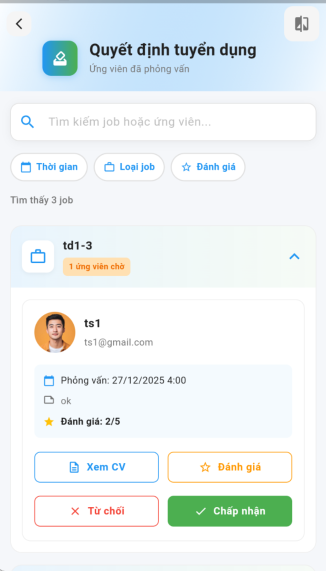 Quyết định tuyển dụng
Ứng viên đã phỏng vấn
Tìm kiếm job hoặc ứng viên...
Thời gian
Loại job
Đánh giá
Tìm thấy 3 job
td1-3
1 ứng viên chờ
ts1
ts1@gmail.com
Phỏng vấn: 27/12/2025 4:00
ok
Đánh giá: 2/5
Xem CV
Đánh giá
Từ chối
Chấp nhận